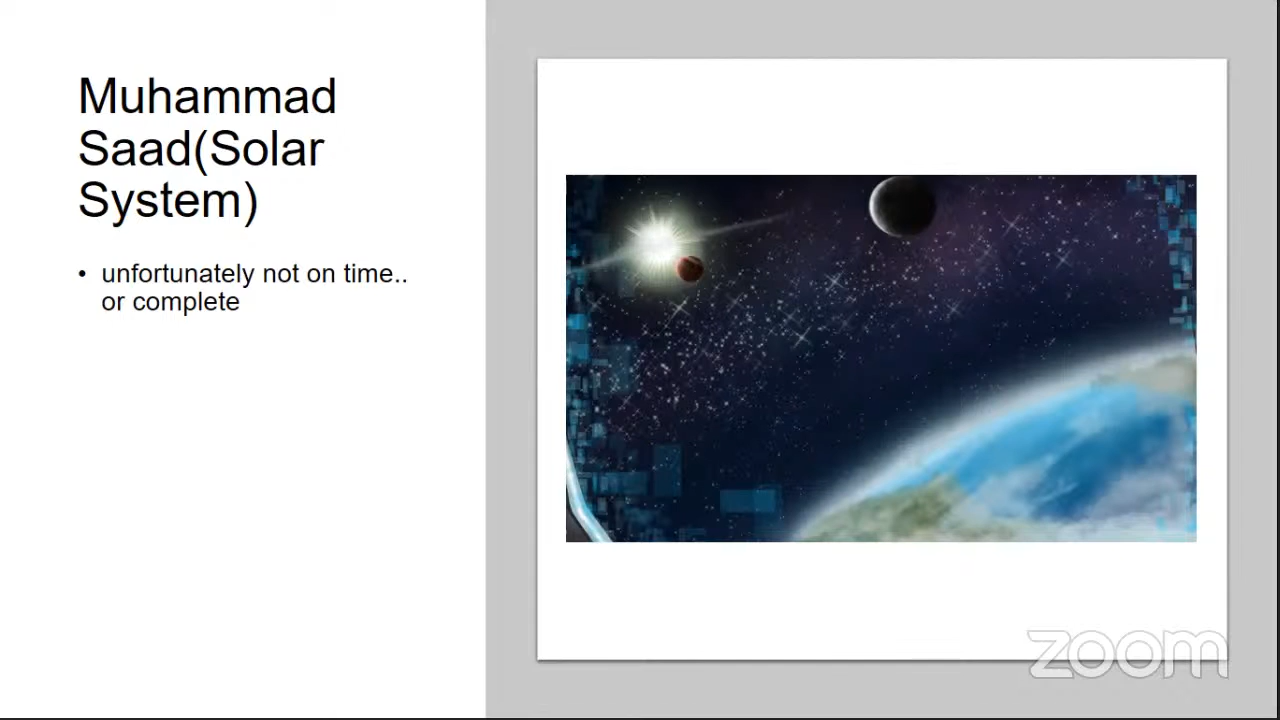 Muhammad
Saad(Solar
System)
• unfortunately not on time..
or complete
zoom